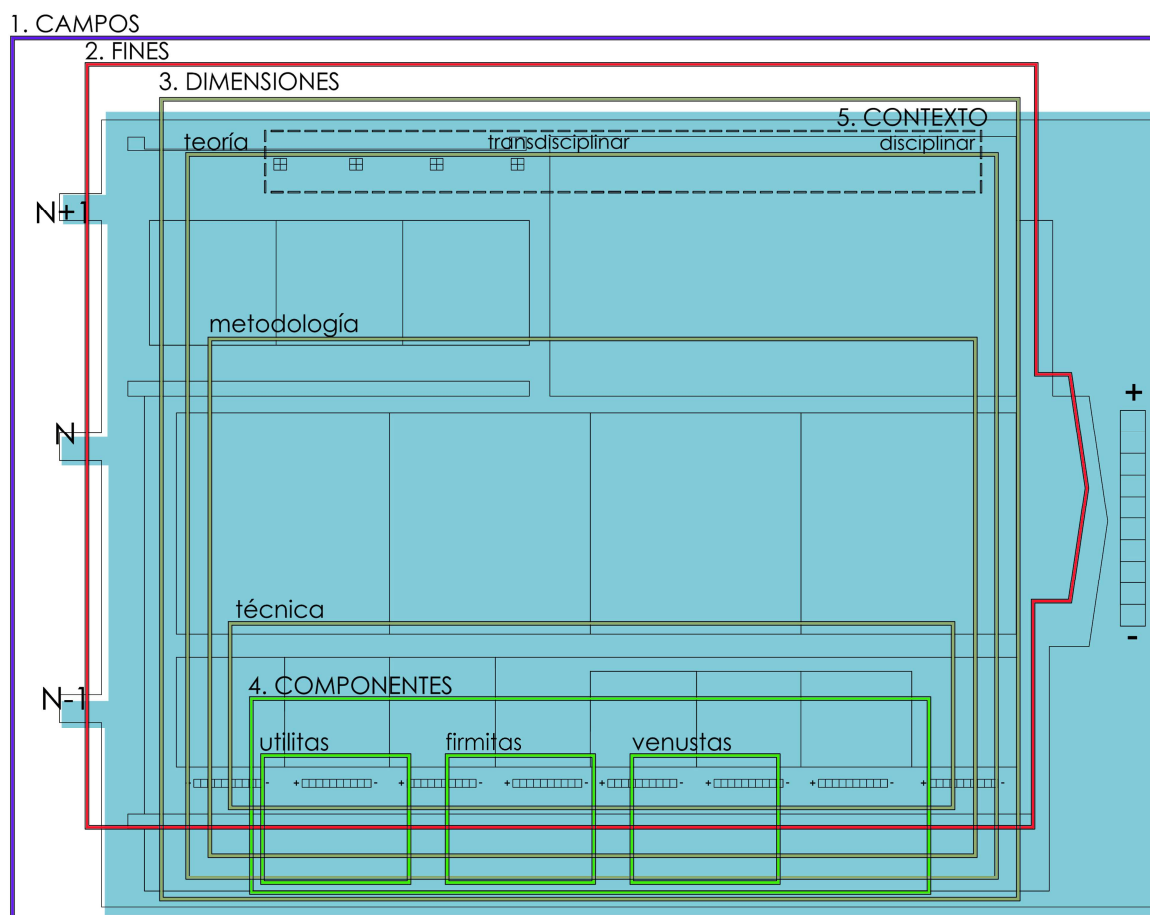 1. CAMPOS
2. FINES
3. DIMENSIONES
5. CONTEXTO
teoría
transdisciplinar
disciplinar
N+1
metodología
+
N
técnica
-
N-1
4. COMPONENTES
utilitas
firmitas
venustas
- - + - + - + - + - + - + - + -